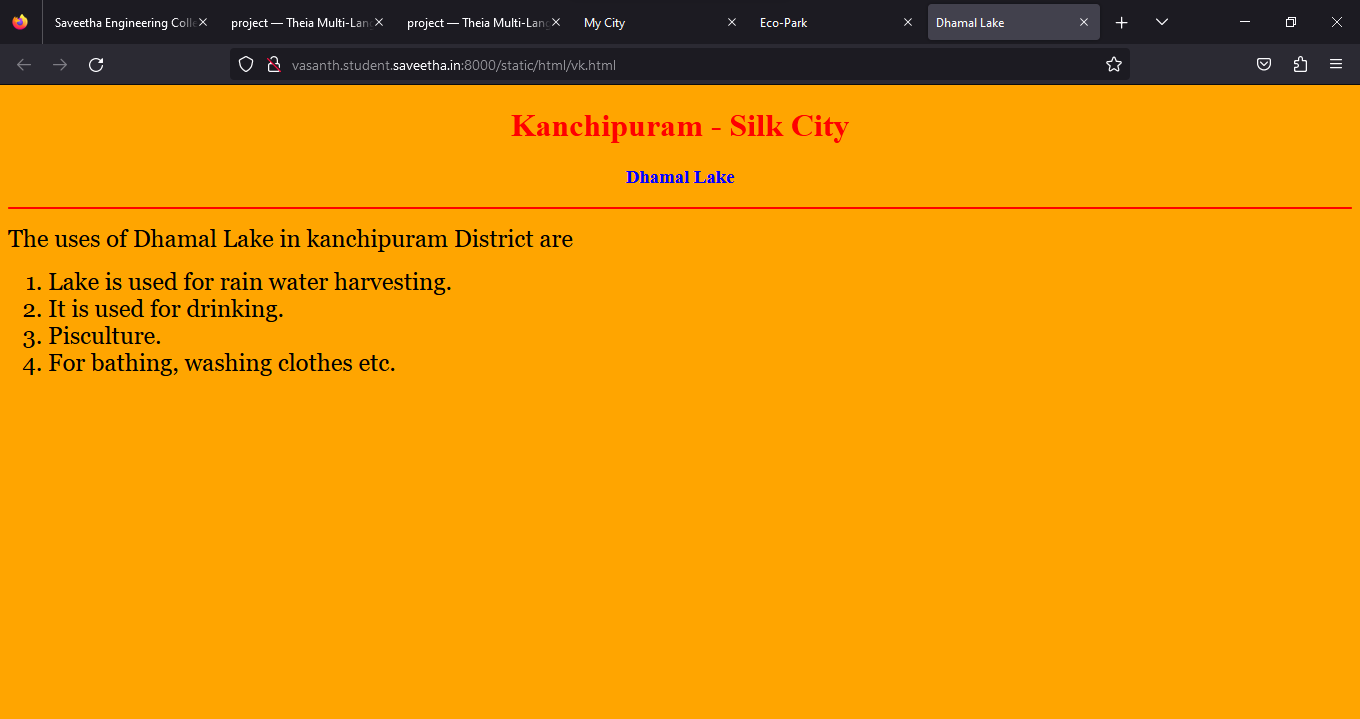 Saveetha Engineering Colle
project — Theia Multi-Lang
project — Theia Multi-Lang
My City
Eco-Park
Dhamal Lake
vasanth.student.saveetha.in:8000/static/html/vk.html
Kanchipuram - Silk City
Dhamal Lake
The uses of Dhamal Lake in kanchipuram District are
1. Lake is used for rain water harvesting.
2. It is used for drinking.
3. Pisculture.
4. For bathing, washing clothes etc.